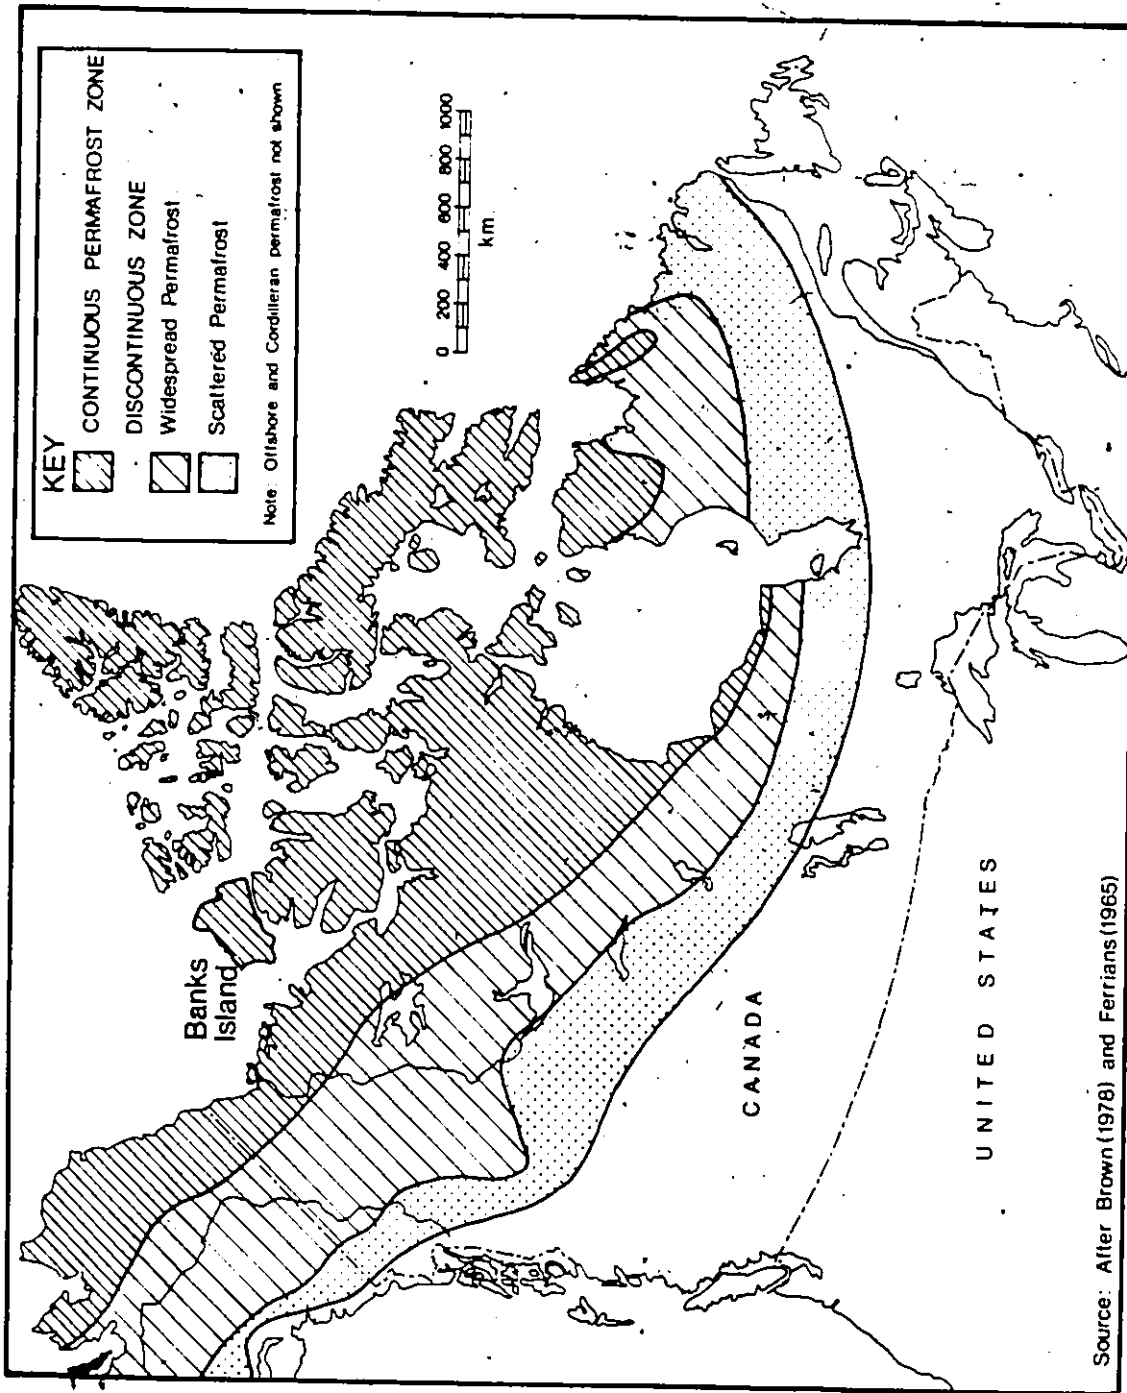 KEY
CONTINUOUS PERMAFROST ZONE
DISCONTINUOUS ZONE
Widespread Permafrost
Scattered Permafrost
Note: Offshore and Cordilleran permafrost not shown
0 200 400 600 800 1000
km
Banks
Island
CANADA
UNITED STATES
Source: After Brown (1978) and Ferrians (1965)